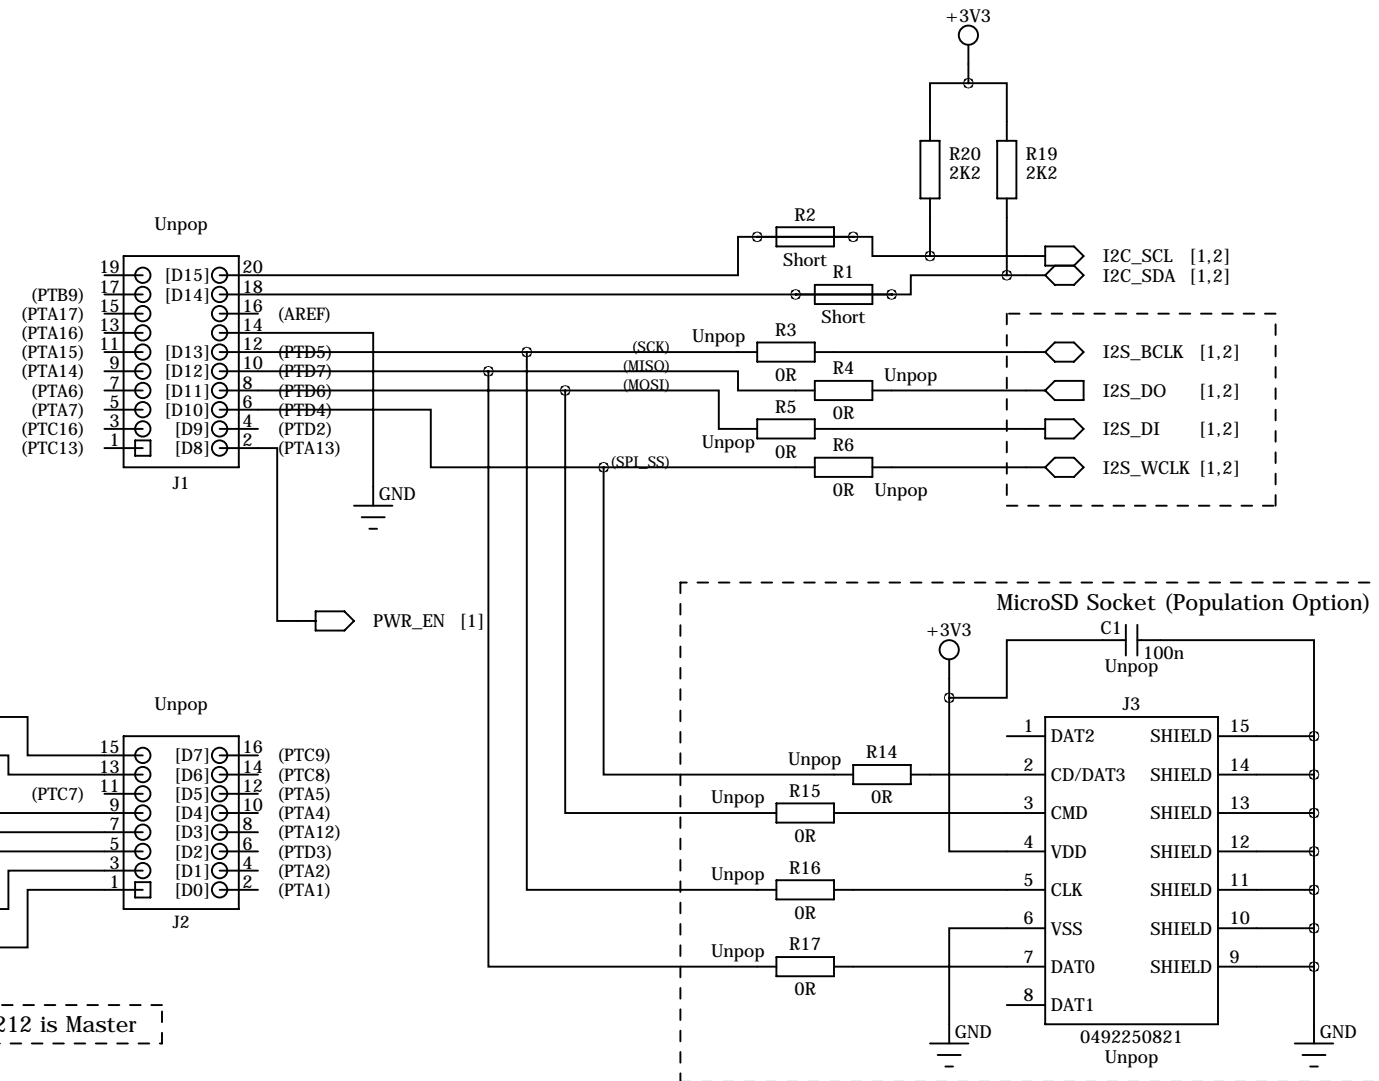 +3V3
R20
2K2
R19
2K2
R2
Short
R1
Short
I2C_SCL [1,2]
I2C_SDA [1,2]
Unpop
19 [D15] 20
(PTB9) 17 [D14] 18
(PTA17) 15 16 (AREF)
(PTA16) 13 14
(PTA15) 11 [D13] 12 (PTD5) (SCK)
(PTA14) 9 [D12] 10 (PTD7) (MISO)
(PTA6) 7 [D11] 8 (PTD6) (MOSI)
(PTA7) 5 [D10] 6 (PTD4)
(PTC16) 3 [D9] 4 (PTD2)
(PTC13) 1 [D8] 2 (PTA13)
J1
GND
(SPI_SS)
Unpop R3
0R
R4 Unpop
0R
R5
Unpop 0R
R6
0R Unpop
I2S_BCLK [1,2]
I2S_DO [1,2]
I2S_DI [1,2]
I2S_WCLK [1,2]
PWR_EN [1]
Unpop
15 [D7] 16 (PTC9)
13 [D6] 14 (PTC8)
(PTC7) 11 [D5] 12 (PTA5)
9 [D4] 10 (PTA4)
7 [D3] 8 (PTA12)
5 [D2] 6 (PTD3)
3 [D1] 4 (PTA2)
1 [D0] 2 (PTA1)
J2
212 is Master
MicroSD Socket (Population Option)
+3V3
C1
100n
Unpop
J3
Unpop R14
0R
Unpop R15
0R
Unpop R16
0R
Unpop R17
0R
1 DAT2 SHIELD 15
2 CD/DAT3 SHIELD 14
3 CMD SHIELD 13
4 VDD SHIELD 12
5 CLK SHIELD 11
6 VSS SHIELD 10
7 DAT0 SHIELD 9
8 DAT1
GND
0492250821
Unpop
GND